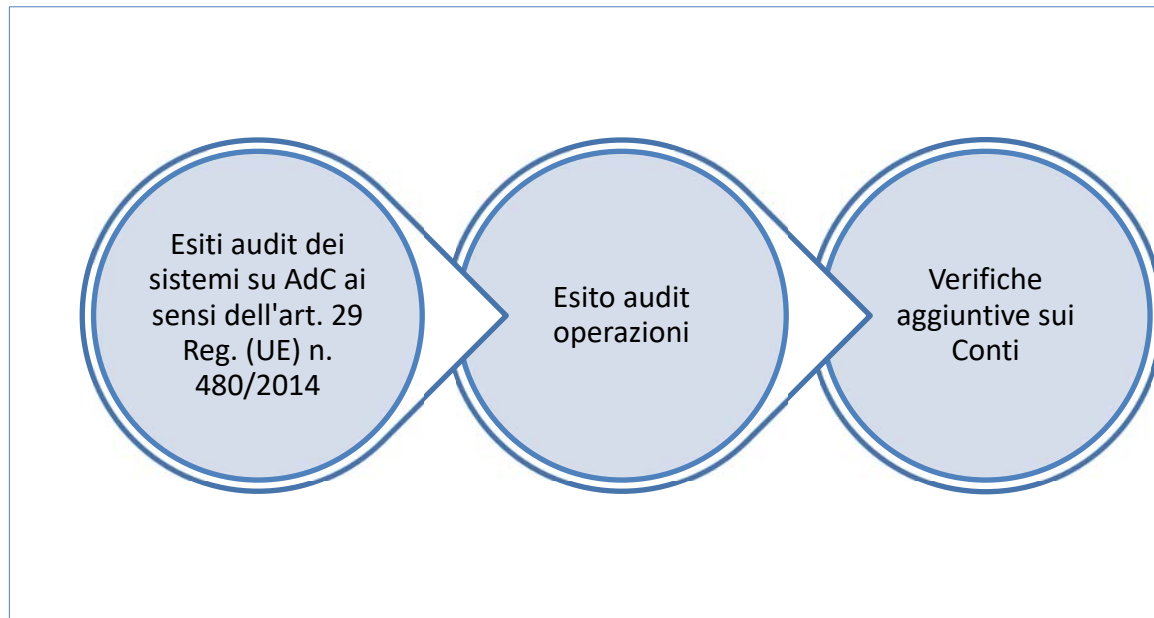 Esiti audit dei
sistemi su AdC ai
sensi dell'art. 29
Reg. (UE) n.
480/2014
Esito audit
operazioni
Verifiche
aggiuntive sui
Conti